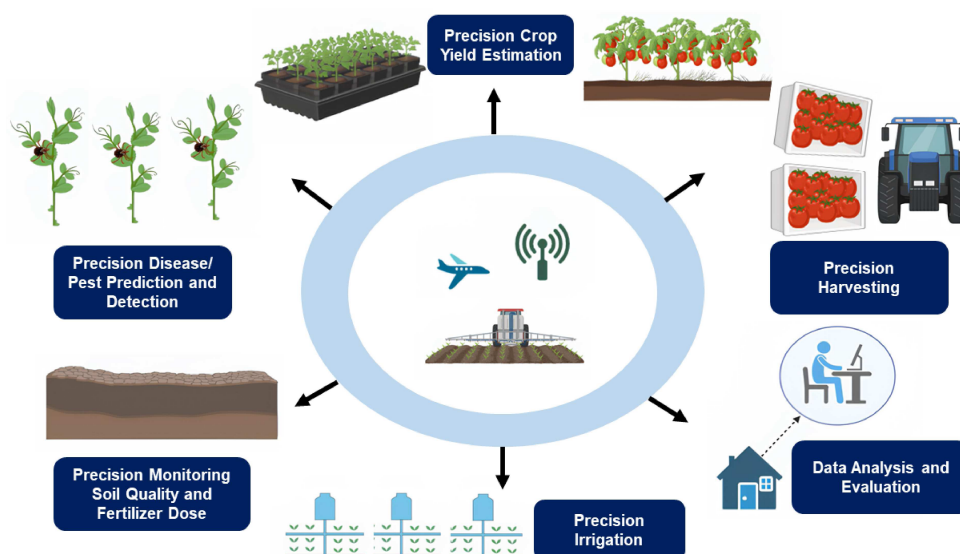 Precision Crop
Yield Estimation
Precision Disease/
Pest Prediction and
Detection
Precision
Harvesting
Precision Monitoring
Soil Quality and
Fertilizer Dose
Data Analysis and
Evaluation
Precision
Irrigation